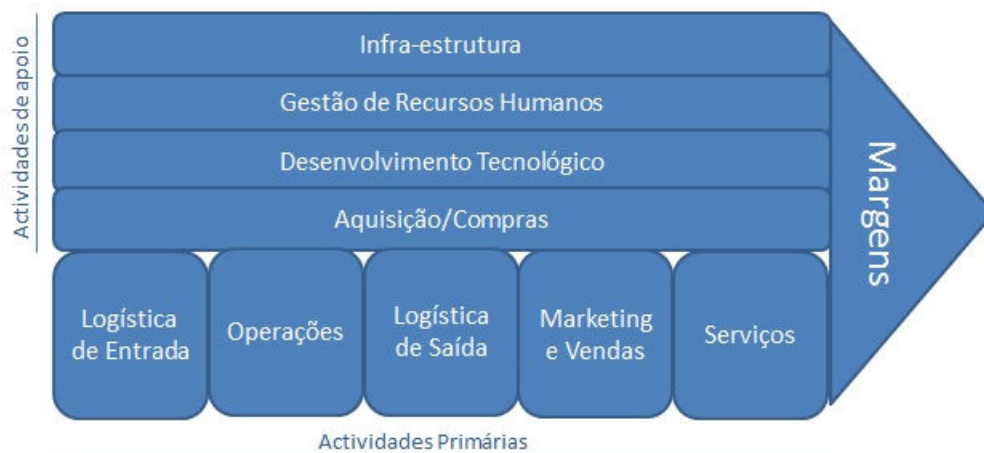 Actividades de apoio
Infra-estrutura
Gestão de Recursos Humanos
Desenvolvimento Tecnológico
Aquisição/Compras
Logística
de Entrada
Operações
Logística
de Saída
Marketing
e Vendas
Serviços
Margens
Actividades Primárias